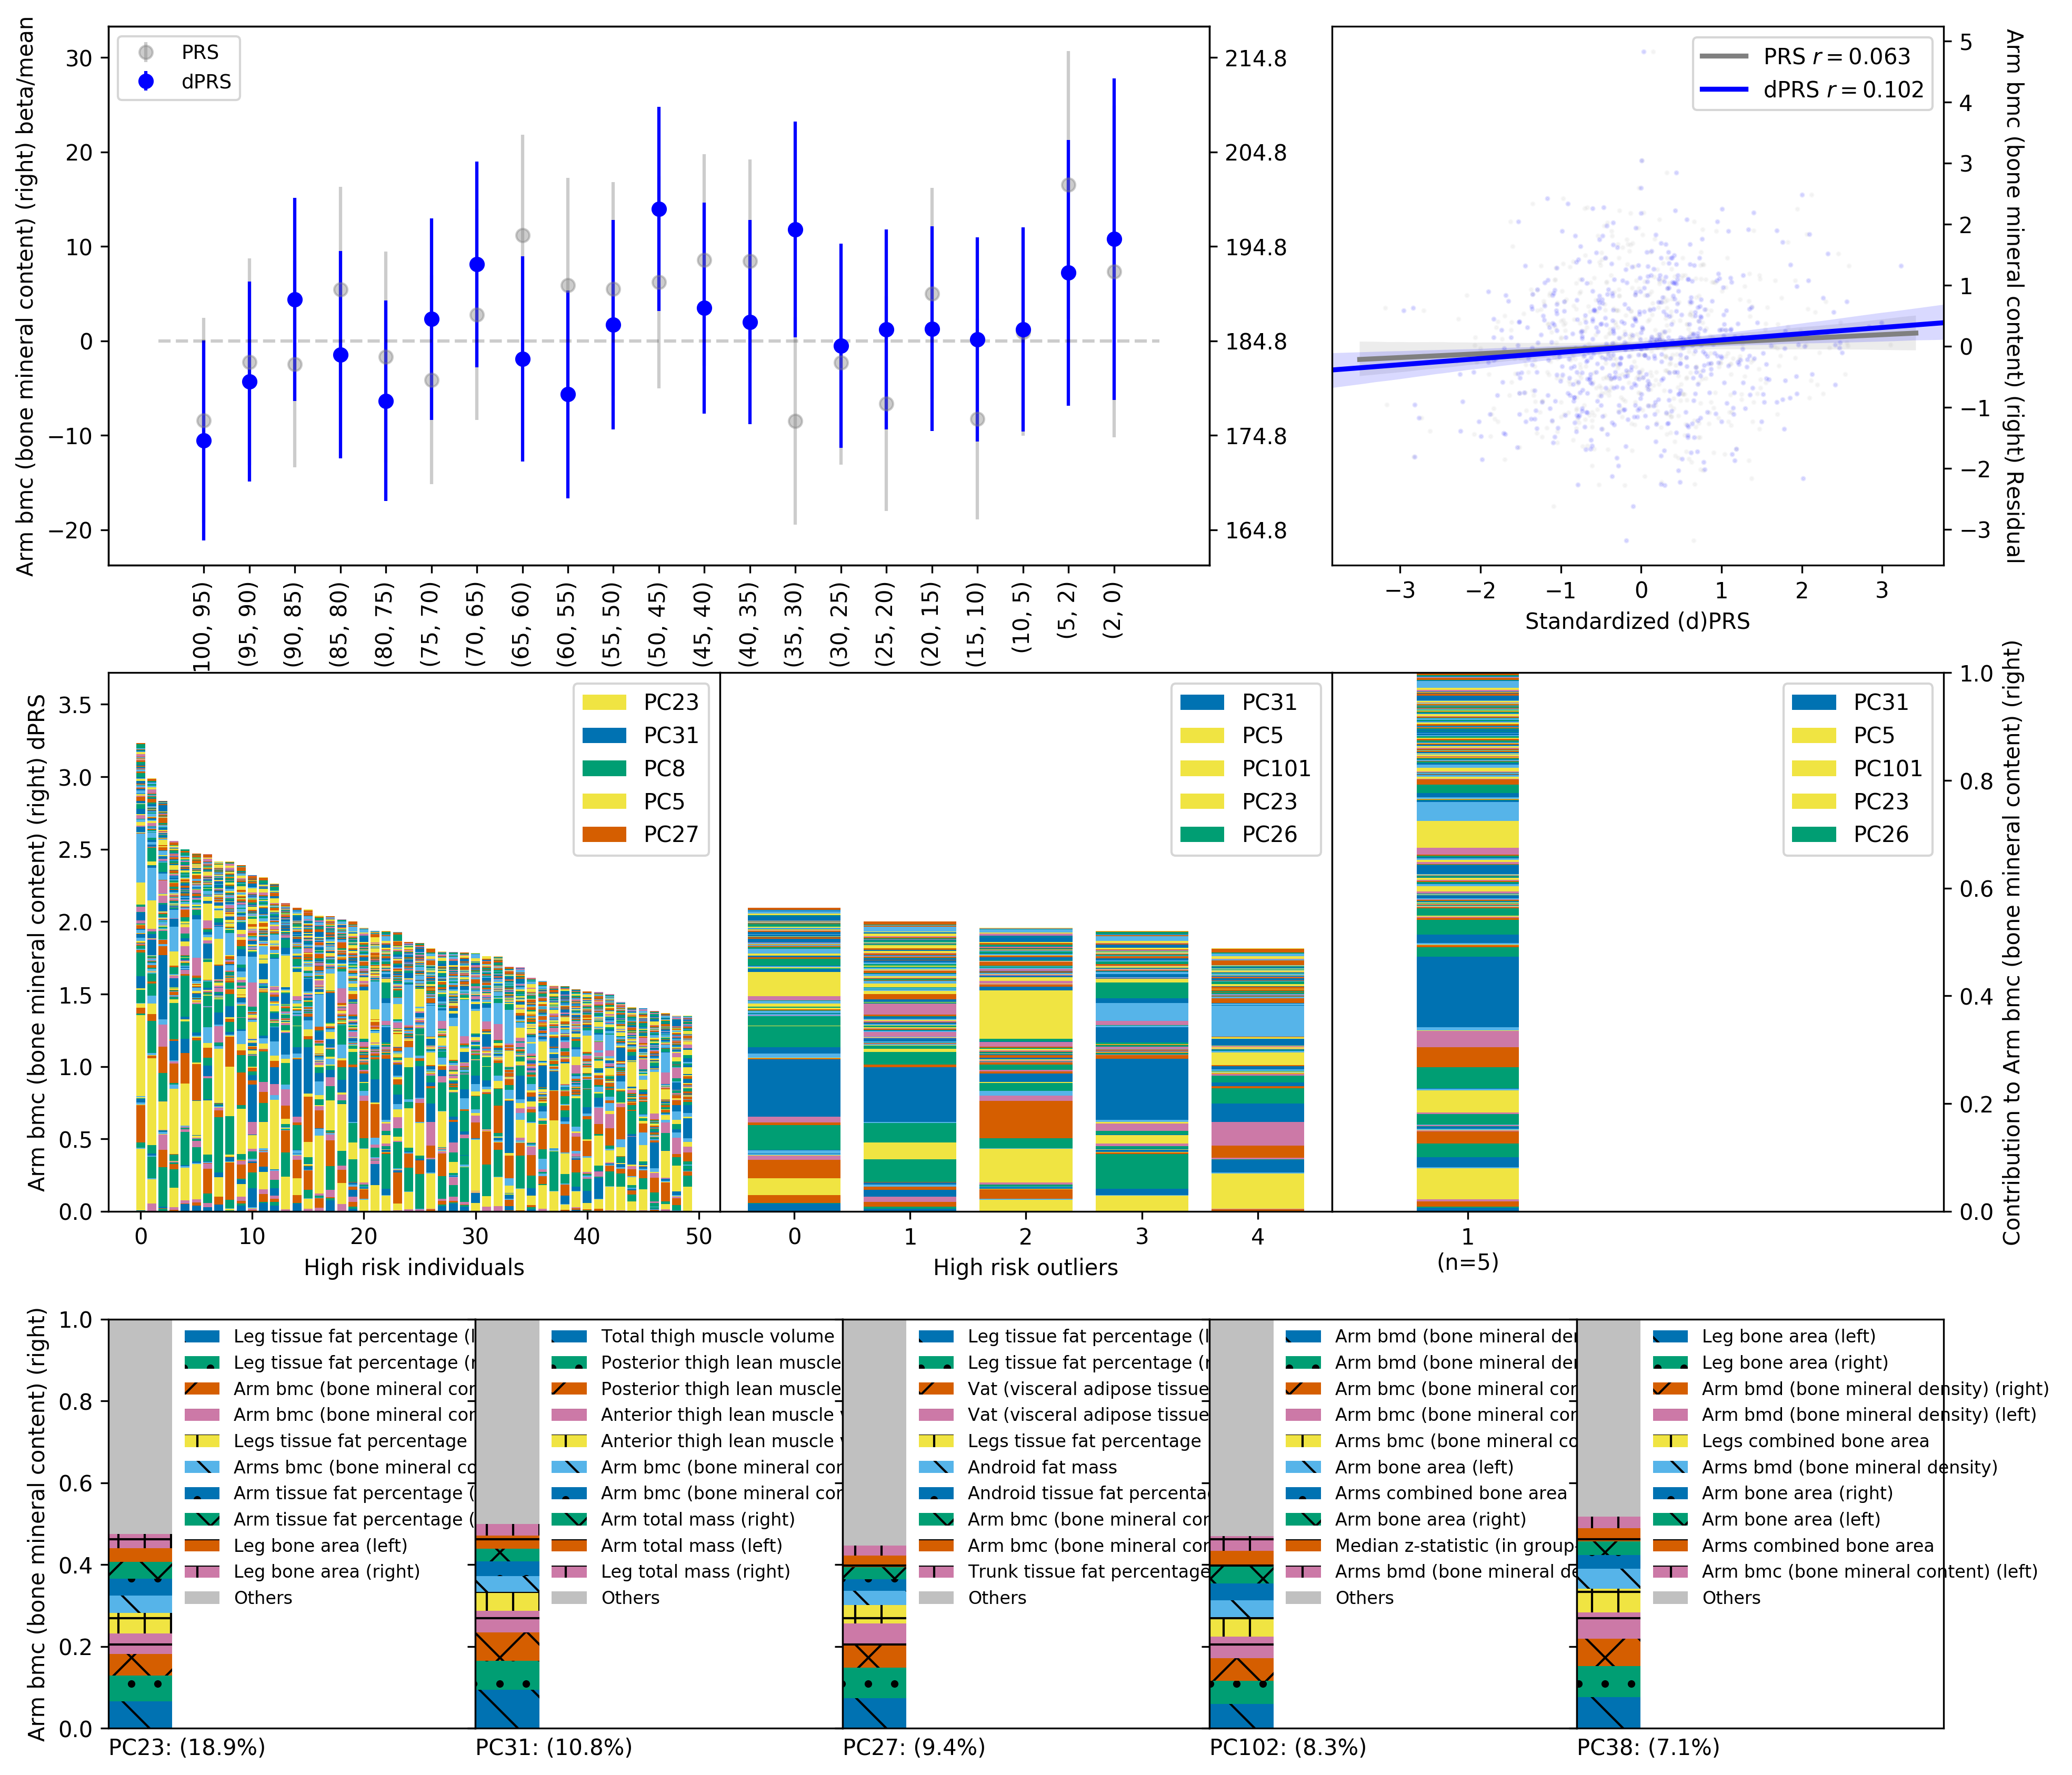 Arm bmc (bone mineral content) (right) beta/mean
30
20
10
0
−10
−20
PRS
dPRS
214.8
204.8
194.8
184.8
174.8
164.8
100, 95)
(95, 90)
(90, 85)
(85, 80)
(80, 75)
(75, 70)
(70, 65)
(65, 60)
(60, 55)
(55, 50)
(50, 45)
(45, 40)
(40, 35)
(35, 30)
(30, 25)
(25, 20)
(20, 15)
(15, 10)
(10, 5)
(5, 2)
(2, 0)
PRS r = 0.063
dPRS r = 0.102
5
4
3
2
1
0
−1
−2
−3
Arm bmc (bone mineral content) (right) Residual
−3 −2 −1 0 1 2 3
Standardized (d)PRS
Arm bmc (bone mineral content) (right) dPRS
3.5
3.0
2.5
2.0
1.5
1.0
0.5
0.0
PC23
PC31
PC8
PC5
PC27
0 10 20 30 40 50
High risk individuals
PC31
PC5
PC101
PC23
PC26
0 1 2 3 4
High risk outliers
PC31
PC5
PC101
PC23
PC26
1
(n=5)
1.0
0.8
0.6
0.4
0.2
0.0
Contribution to Arm bmc (bone mineral content) (right)
Arm bmc (bone mineral content) (right)
1.0
0.8
0.6
0.4
0.2
0.0
Leg tissue fat percentage (l
Leg tissue fat percentage (r
Arm bmc (bone mineral cor
Arm bmc (bone mineral cor
Legs tissue fat percentage
Arms bmc (bone mineral co
Arm tissue fat percentage (
Arm tissue fat percentage (
Leg bone area (left)
Leg bone area (right)
Others
PC23: (18.9%)
Total thigh muscle volume
Posterior thigh lean muscle
Posterior thigh lean muscle
Anterior thigh lean muscle v
Anterior thigh lean muscle v
Arm bmc (bone mineral cor
Arm bmc (bone mineral cor
Arm total mass (right)
Arm total mass (left)
Leg total mass (right)
Others
PC31: (10.8%)
Leg tissue fat percentage (l
Leg tissue fat percentage (r
Vat (visceral adipose tissue
Vat (visceral adipose tissue
Legs tissue fat percentage
Android fat mass
Android tissue fat percenta
Arm bmc (bone mineral cor
Arm bmc (bone mineral cor
Trunk tissue fat percentage
Others
PC27: (9.4%)
Arm bmd (bone mineral der
Arm bmd (bone mineral der
Arm bmc (bone mineral cor
Arm bmc (bone mineral cor
Arms bmc (bone mineral co
Arm bone area (left)
Arms combined bone area
Arm bone area (right)
Median z-statistic (in group-
Arms bmd (bone mineral de
Others
PC102: (8.3%)
Leg bone area (left)
Leg bone area (right)
Arm bmd (bone mineral density) (right)
Arm bmd (bone mineral density) (left)
Legs combined bone area
Arms bmd (bone mineral density)
Arm bone area (right)
Arm bone area (left)
Arms combined bone area
Arm bmc (bone mineral content) (left)
Others
PC38: (7.1%)